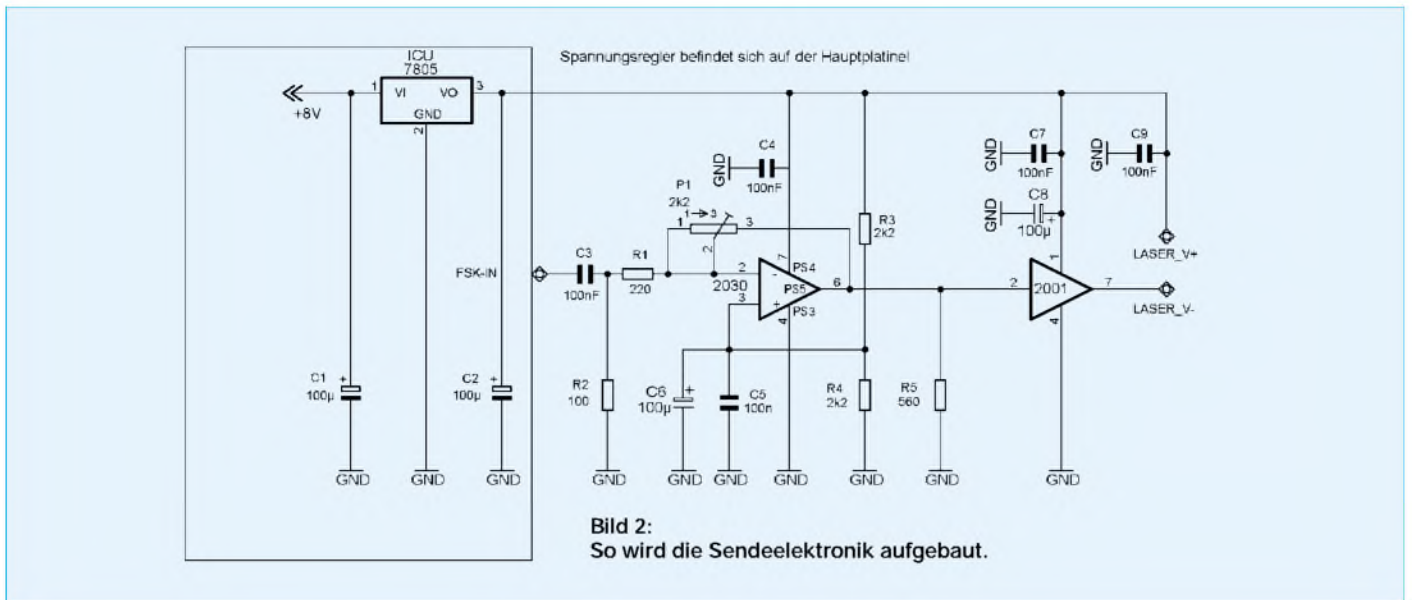 ICU
7805
Spannungsregler befindet sich auf der Hauptplatine!
1
VI
VO
3
GND
2
+8V
C4
GND
100nF
P1
2k2
1→3
1
3
2
R3
2k2
GND
C7
100nF
GND
C8
100µ
+
GND
C9
100nF
LASER_V+
FSK-IN
C3
100nF
R1
220
2030
2
-
3
+
7
PS4
PS5
PS3
4
6
2
2001
1
7
4
LASER_V-
C1
100µ
+
C2
100µ
+
R2
100
C6
100µ
+
C5
100n
R4
2k2
R5
560
GND
GND
GND
GND
GND
GND
GND
GND
GND
GND
Bild 2:
So wird die Sendeelektronik aufgebaut.